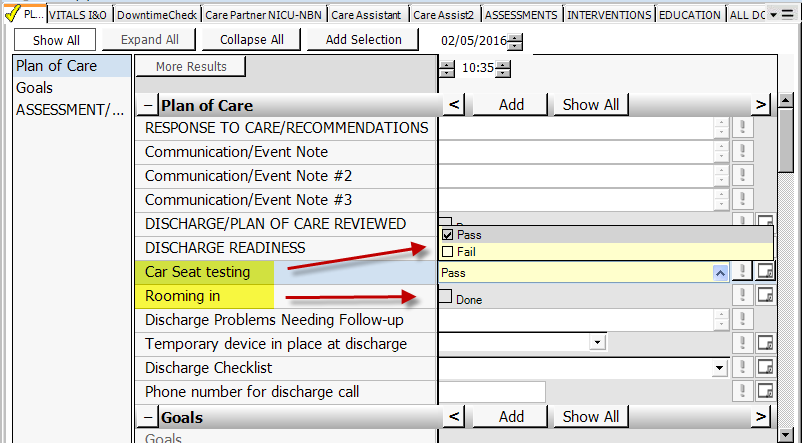 PL...
VITALS I&O
DowntimeCheck
Care Partner NICU-NBN
Care Assistant
Care Assist2
ASSESSMENTS
INTERVENTIONS
EDUCATION
ALL DO
Show All
Expand All
Collapse All
Add Selection
02/05/2016
Plan of Care
Goals
ASSESSMENT/...
More Results
10:35
Plan of Care
<
Add
Show All
>
RESPONSE TO CARE/RECOMMENDATIONS
Communication/Event Note
Communication/Event Note #2
Communication/Event Note #3
DISCHARGE/PLAN OF CARE REVIEWED
DISCHARGE READINESS
Pass
Fail
Car Seat testing
Pass
Rooming in
Done
Discharge Problems Needing Follow-up
Temporary device in place at discharge
Discharge Checklist
Phone number for discharge call
Goals
<
Add
Show All
>
Goals